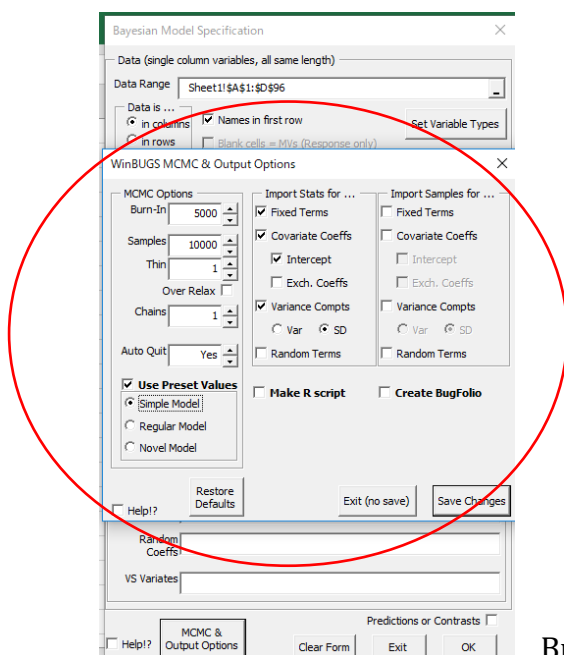 Bayesian Model Specification
Data (single column variables, all same length)
Data Range Sheet1!$A$1:$D$96
Data is ...
in columns
in rows
Names in first row
Blank cells = MVs (Response only)
Set Variable Types
WinBUGS MCMC & Output Options
MCMC Options
Burn-In 5000
Samples 10000
Thin 1
Over Relax
Chains 1
Auto Quit Yes
Use Preset Values
Simple Model
Regular Model
Novel Model
Import Stats for ...
Fixed Terms
Covariate Coeffs
Intercept
Exch. Coeffs
Variance Compts
Var SD
Random Terms
Import Samples for ...
Fixed Terms
Covariate Coeffs
Intercept
Exch. Coeffs
Variance Compts
Var SD
Random Terms
Make R script
Create BugFolio
Help!?
Restore
Defaults
Exit (no save)
Save Changes
Random
Coeffs
VS Variates
Predictions or Contrasts
Help!?
MCMC &
Output Options
Clear Form
Exit
OK